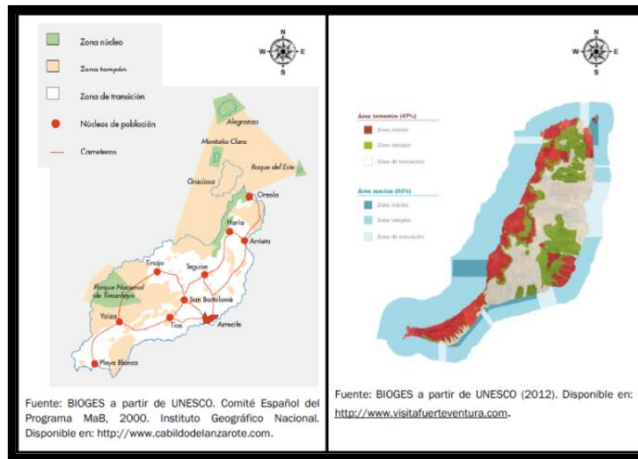 Zona núcleo
Zona tampón
Zona de transición
Núcleos de población
Carreteras
N
W
E
S
Alegranza
Montaña Clara
Roque del Este
Graciosa
Orzola
Haría
Arrieta
Tinajo
Teguise
Parque Nacional
de Timanfaya
San Bartolomé
Yaiza
Tías
Arrecife
Playa Blanca
Fuente: BIOGES a partir de UNESCO. Comité Español del
Programa MaB, 2000. Instituto Geográfico Nacional.
Disponible en: http://www.cabildodelanzarote.com.
N
W
E
S
Área terrestre (47%)
Zona núcleo
Zona tampón
Zona de transición
Zona núcleo
Zona tampón
Zona de transición
Fuente: BIOGES a partir de UNESCO (2012). Disponible en:
http://www.visitafuerteventura.com.